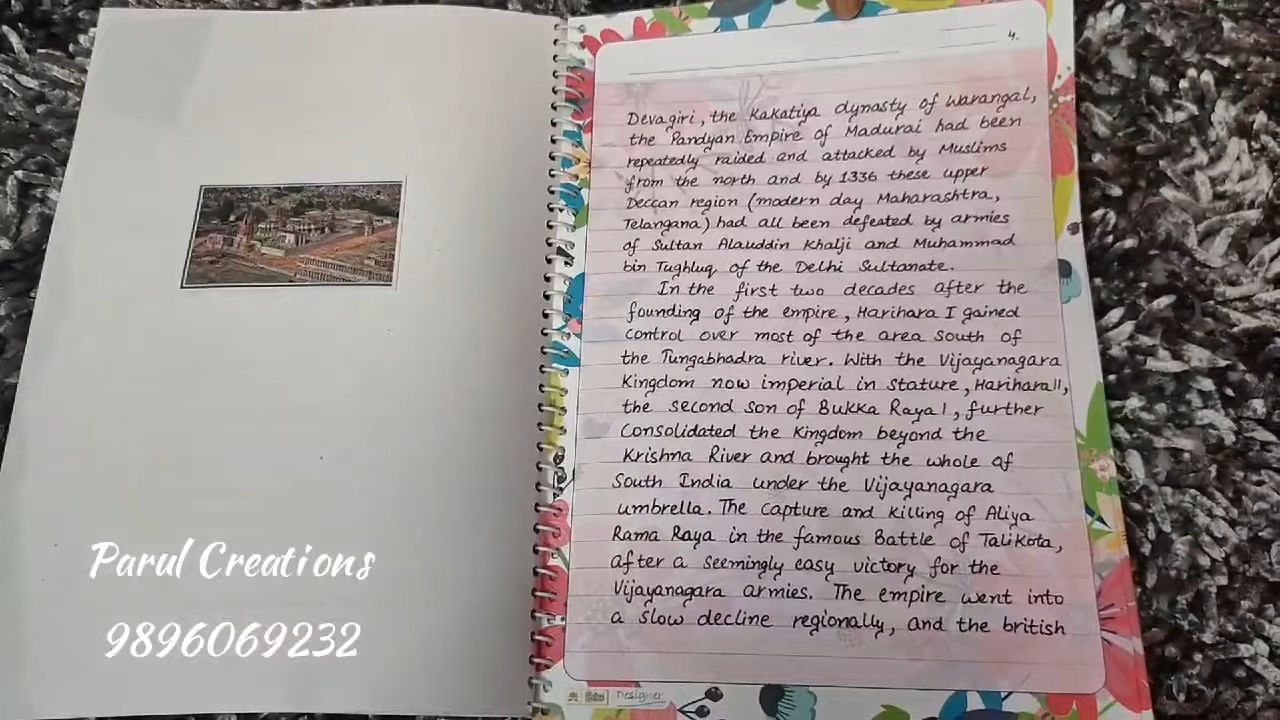 4.
Devagiri, the Kakatiya dynasty of Warangal,
the Pandyan Empire of Madurai had been
repeatedly raided and attacked by Muslims
from the north and by 1336 these upper
Deccan region (modern day Maharashtra,
Telangana) had all been defeated by armies
of Sultan Alauddin Khalji and Muhammad
bin Tughluq of the Delhi Sultanate.
In the first two decades after the
founding of the empire, Harihara I gained
control over most of the area south of
the Tungabhadra river. With the Vijayanagara
Kingdom now imperial in stature, Harihara II,
the second son of Bukka Raya I, further
consolidated the Kingdom beyond the
Krishna River and brought the whole of
South India under the Vijayanagara
umbrella. The capture and killing of Aliya
Rama Raya in the famous Battle of Talikota,
after a seemingly easy victory for the
Vijayanagara armies. The empire went into
a slow decline regionally, and the british
Designer
Parul Creations
9896069232